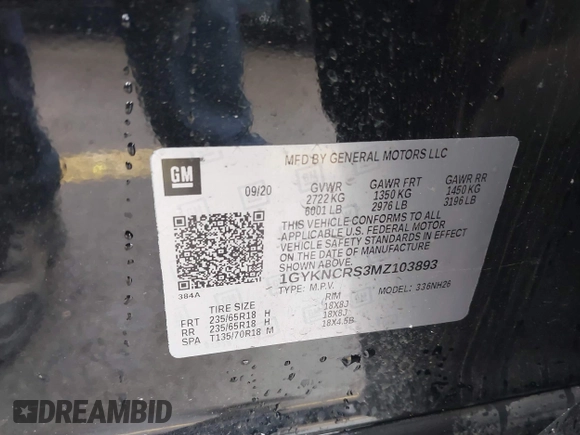 MFD BY GENERAL MOTORS LLC
GM
09/20 GVWR GAWR FRT GAWR RR
2722 KG 1350 KG 1450 KG
6001 LB 2976 LB 3196 LB
THIS VEHICLE CONFORMS TO ALL
APPLICABLE U.S. FEDERAL MOTOR
VEHICLE SAFETY STANDARDS IN EFFECT
ON THE DATE OF MANUFACTURE
SHOWN ABOVE.
1GYKNCRS3MZ103893
TYPE: M.P.V. MODEL: 336NH26
384A
TIRE SIZE RIM
FRT 235/65R18 H 18X8J
RR 235/65R18 H 18X8J
SPA T135/70R18 M 18X4.5B
DREAMBID